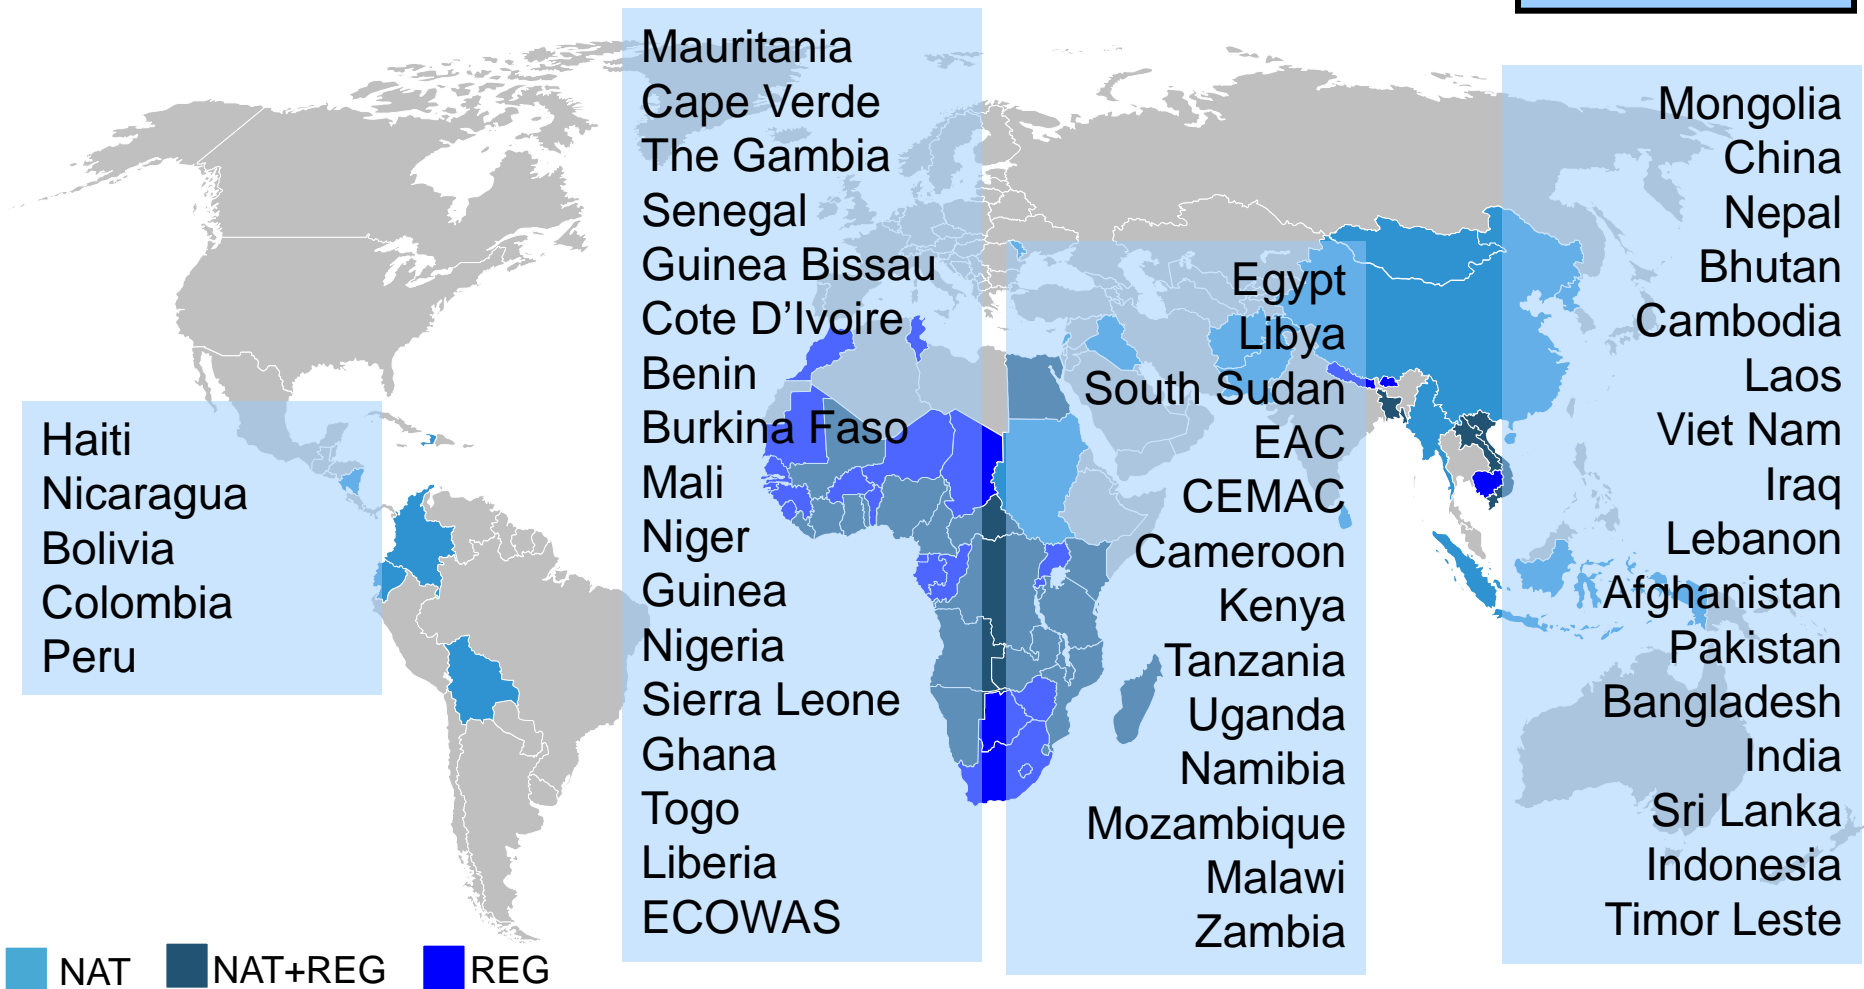 Mauritania
Cape Verde
The Gambia
Senegal
Guinea Bissau
Cote D’Ivoire
Benin
Burkina Faso
Mali
Niger
Guinea
Nigeria
Sierra Leone
Ghana
Togo
Liberia
ECOWAS
Haiti
Nicaragua
Bolivia
Colombia
Peru
Egypt
Libya
South Sudan
EAC
CEMAC
Cameroon
Kenya
Tanzania
Uganda
Namibia
Mozambique
Malawi
Zambia
Mongolia
China
Nepal
Bhutan
Cambodia
Laos
Viet Nam
Iraq
Lebanon
Afghanistan
Pakistan
Bangladesh
India
Sri Lanka
Indonesia
Timor Leste
NAT
NAT+REG
REG